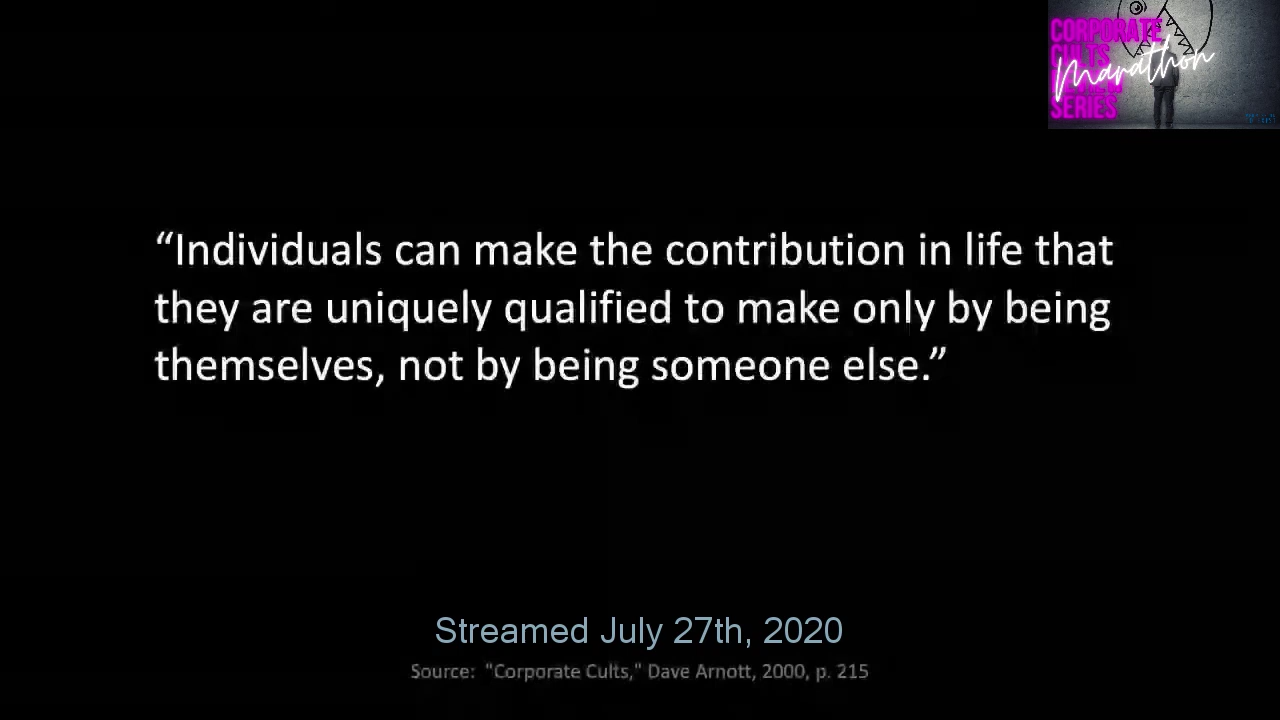 CORPORATE
CULTS
Marathon
SERIES
“Individuals can make the contribution in life that
they are uniquely qualified to make only by being
themselves, not by being someone else.”
Streamed July 27th, 2020
Source: "Corporate Cults," Dave Arnott, 2000, p. 215